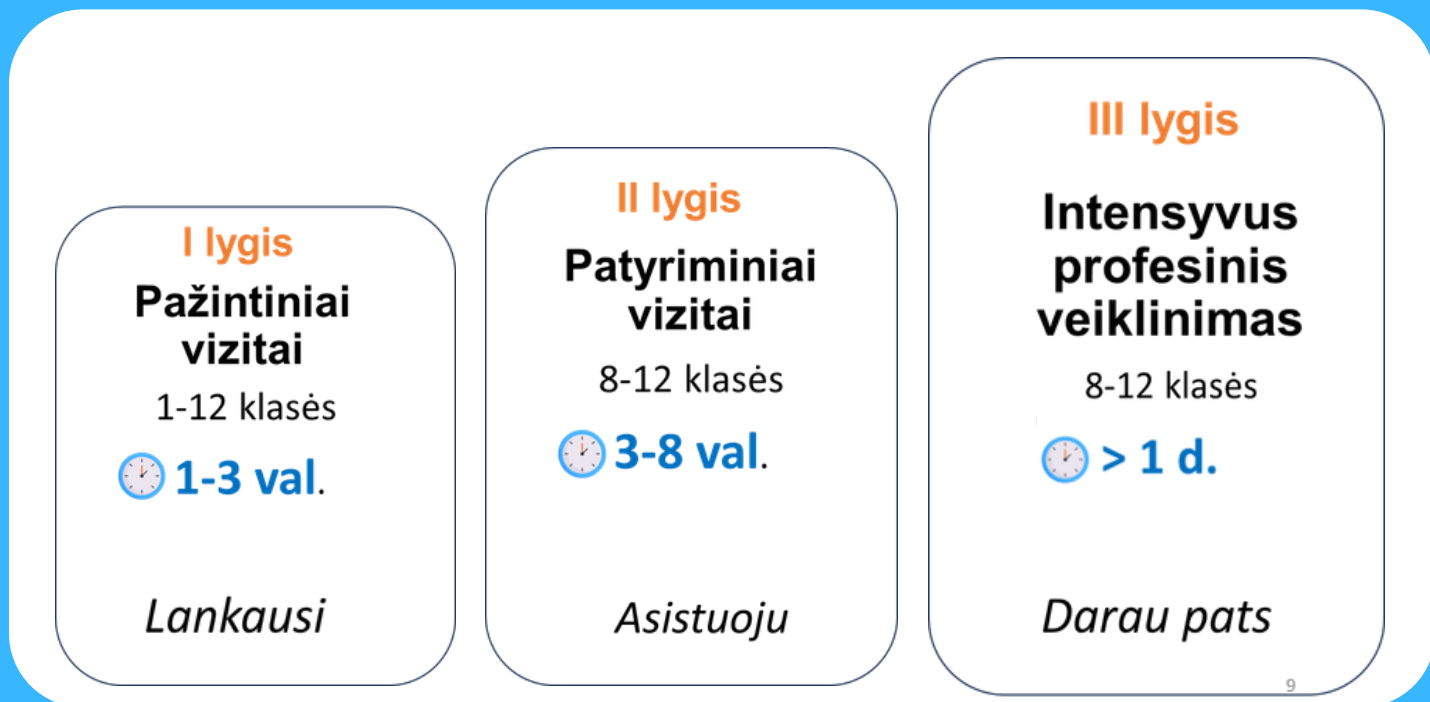 I lygis
Pažintiniai
vizitai
1-12 klasės
1-3 val.
Lankausi
II lygis
Patyriminiai
vizitai
8-12 klasės
3-8 val.
Asistuoju
III lygis
Intensyvus
profesinis
veiklinimas
8-12 klasės
> 1 d.
Darau pats
9